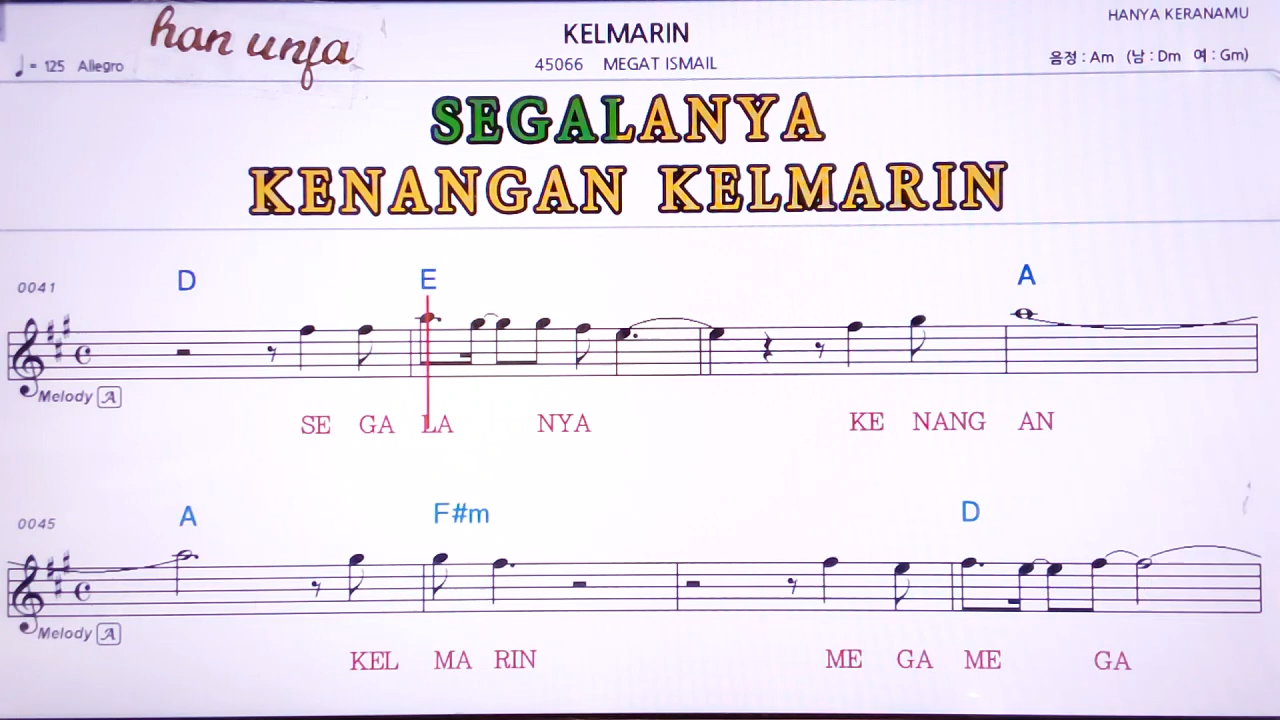 han unfa
KELMARIN
HANYA KERANAMU
♩= 125 Allegro
45066 MEGAT ISMAIL
음정 : Am (남 : Dm 여 : Gm)
SEGALANYA
KENANGAN KELMARIN
0041 D E A
Melody A
SE GA LA NYA KE NANG AN
0045 A F#m D
Melody A
KEL MA RIN ME GA ME GA